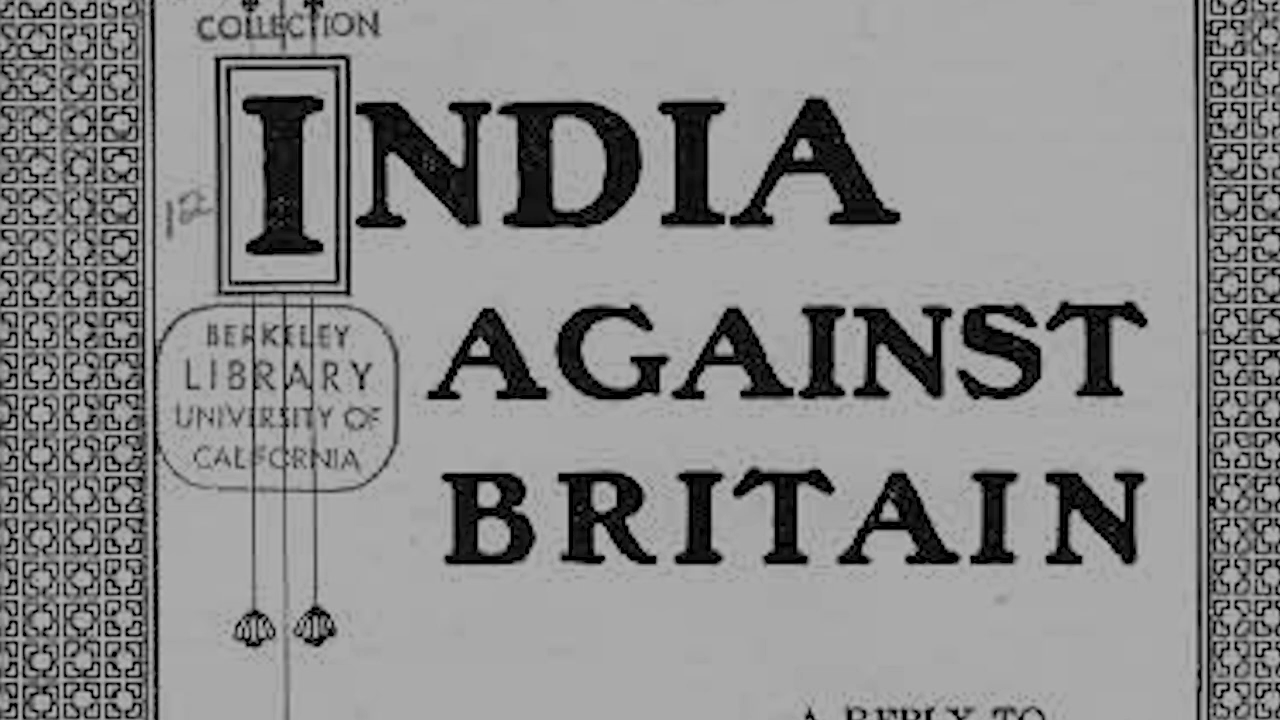 COLLECTION
INDIA
AGAINST
BRITAIN
BERKELEY
LIBRARY
UNIVERSITY OF
CALIFORNIA
A REPLY TO